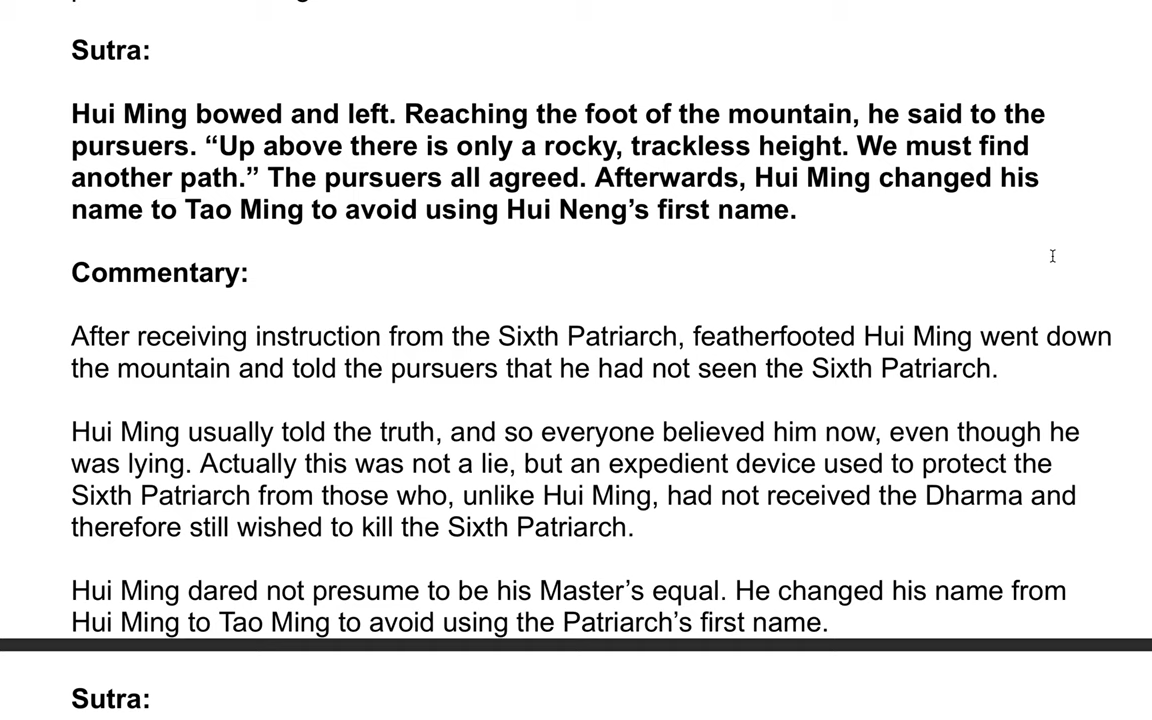 Sutra:
Hui Ming bowed and left. Reaching the foot of the mountain, he said to the
pursuers. “Up above there is only a rocky, trackless height. We must find
another path.” The pursuers all agreed. Afterwards, Hui Ming changed his
name to Tao Ming to avoid using Hui Neng’s first name.
Commentary:
After receiving instruction from the Sixth Patriarch, featherfooted Hui Ming went down
the mountain and told the pursuers that he had not seen the Sixth Patriarch.
Hui Ming usually told the truth, and so everyone believed him now, even though he
was lying. Actually this was not a lie, but an expedient device used to protect the
Sixth Patriarch from those who, unlike Hui Ming, had not received the Dharma and
therefore still wished to kill the Sixth Patriarch.
Hui Ming dared not presume to be his Master’s equal. He changed his name from
Hui Ming to Tao Ming to avoid using the Patriarch’s first name.
Sutra: